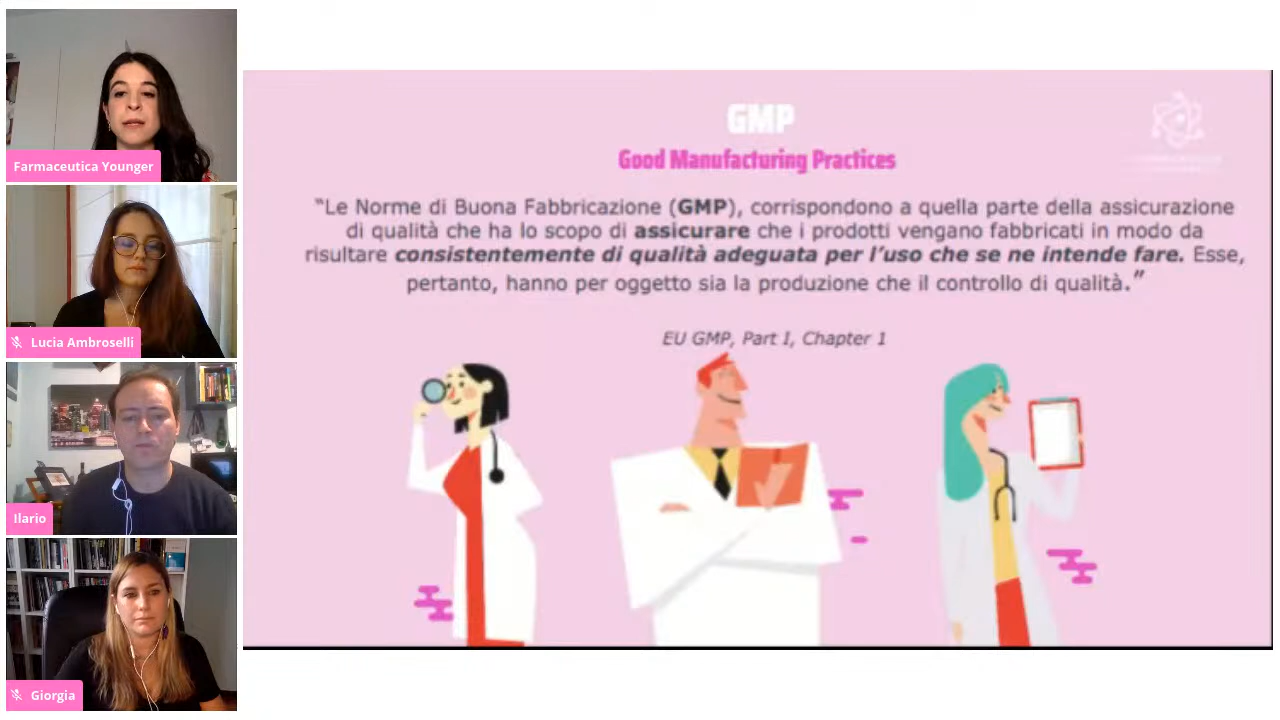 Farmaceutica Younger
Lucia Ambroselli
Ilario
Giorgia
GMP
Good Manufacturing Practices
“Le Norme di Buona Fabbricazione (GMP), corrispondono a quella parte della assicurazione
di qualità che ha lo scopo di assicurare che i prodotti vengano fabbricati in modo da
risultare consistentemente di qualità adeguata per l’uso che se ne intende fare. Esse,
pertanto, hanno per oggetto sia la produzione che il controllo di qualità.”
EU GMP, Part I, Chapter 1